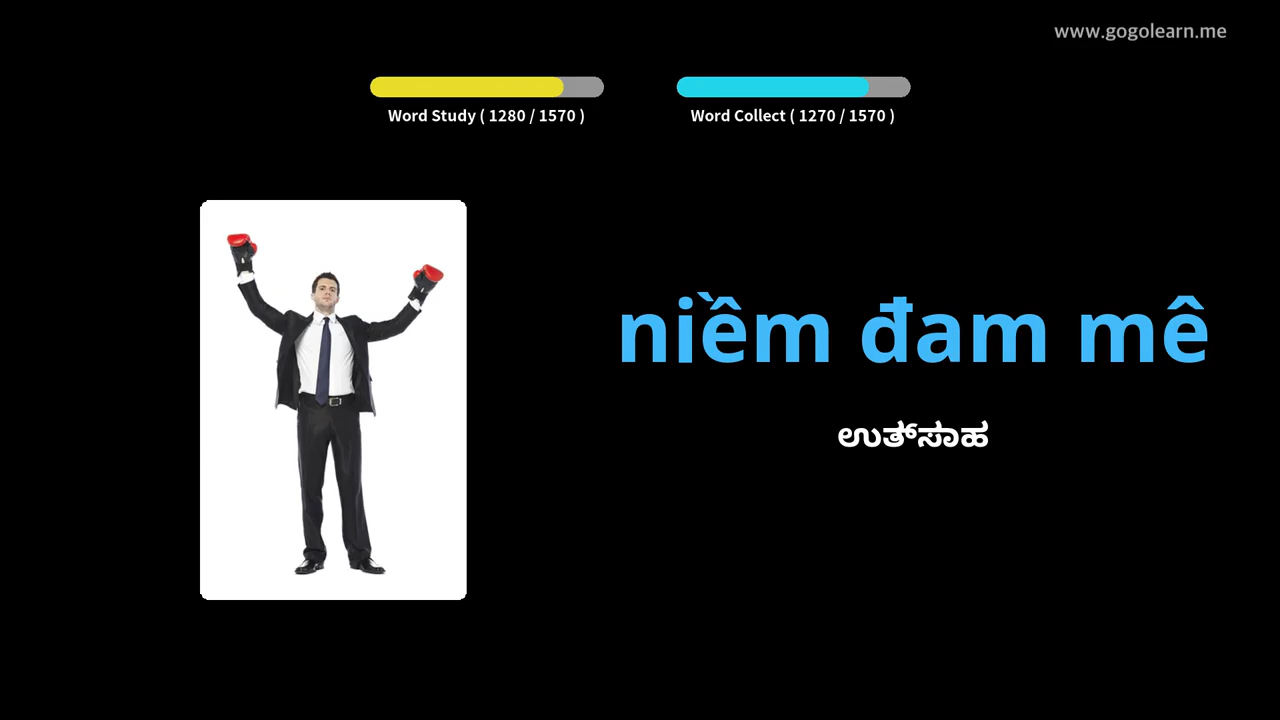 www.gogolearn.me
Word Study ( 1280 / 1570 )
Word Collect ( 1270 / 1570 )
niềm đam mê
ಉತ್‌ಸಾಹ